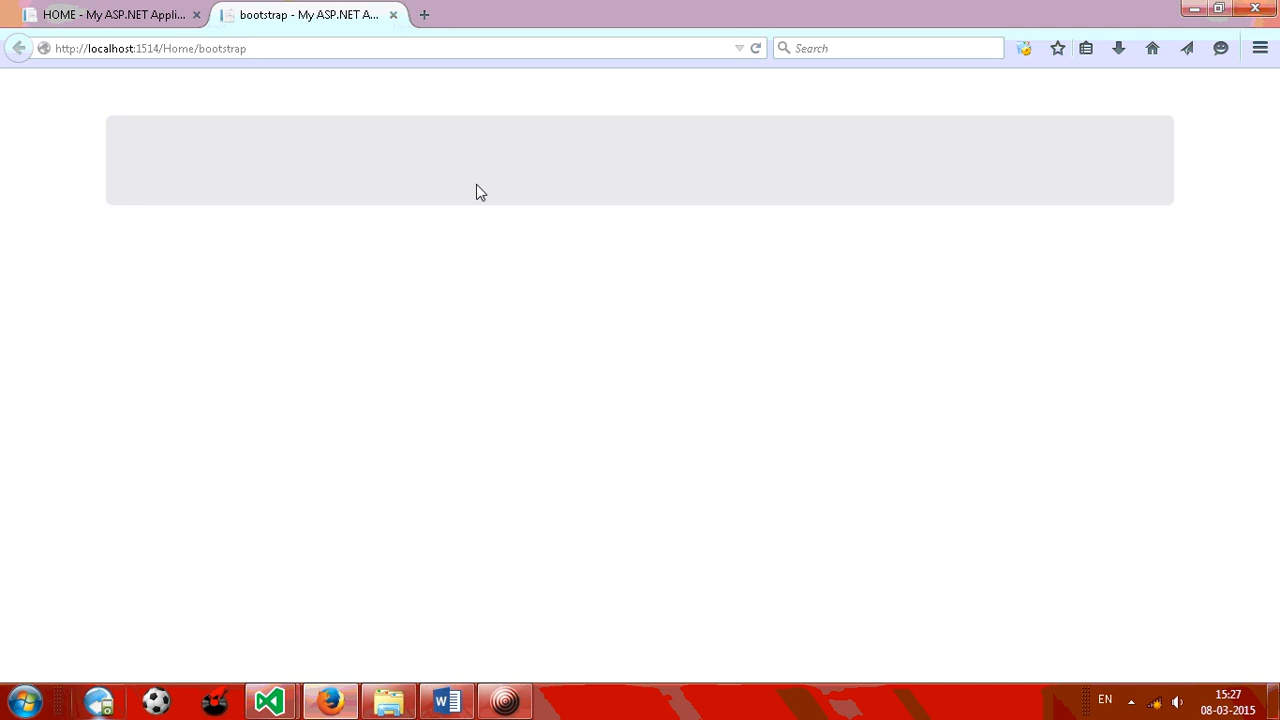 HOME - My ASP.NET Appli...
bootstrap - My ASP.NET A...
http://localhost:1514/Home/bootstrap
Search
EN
15:27
08-03-2015